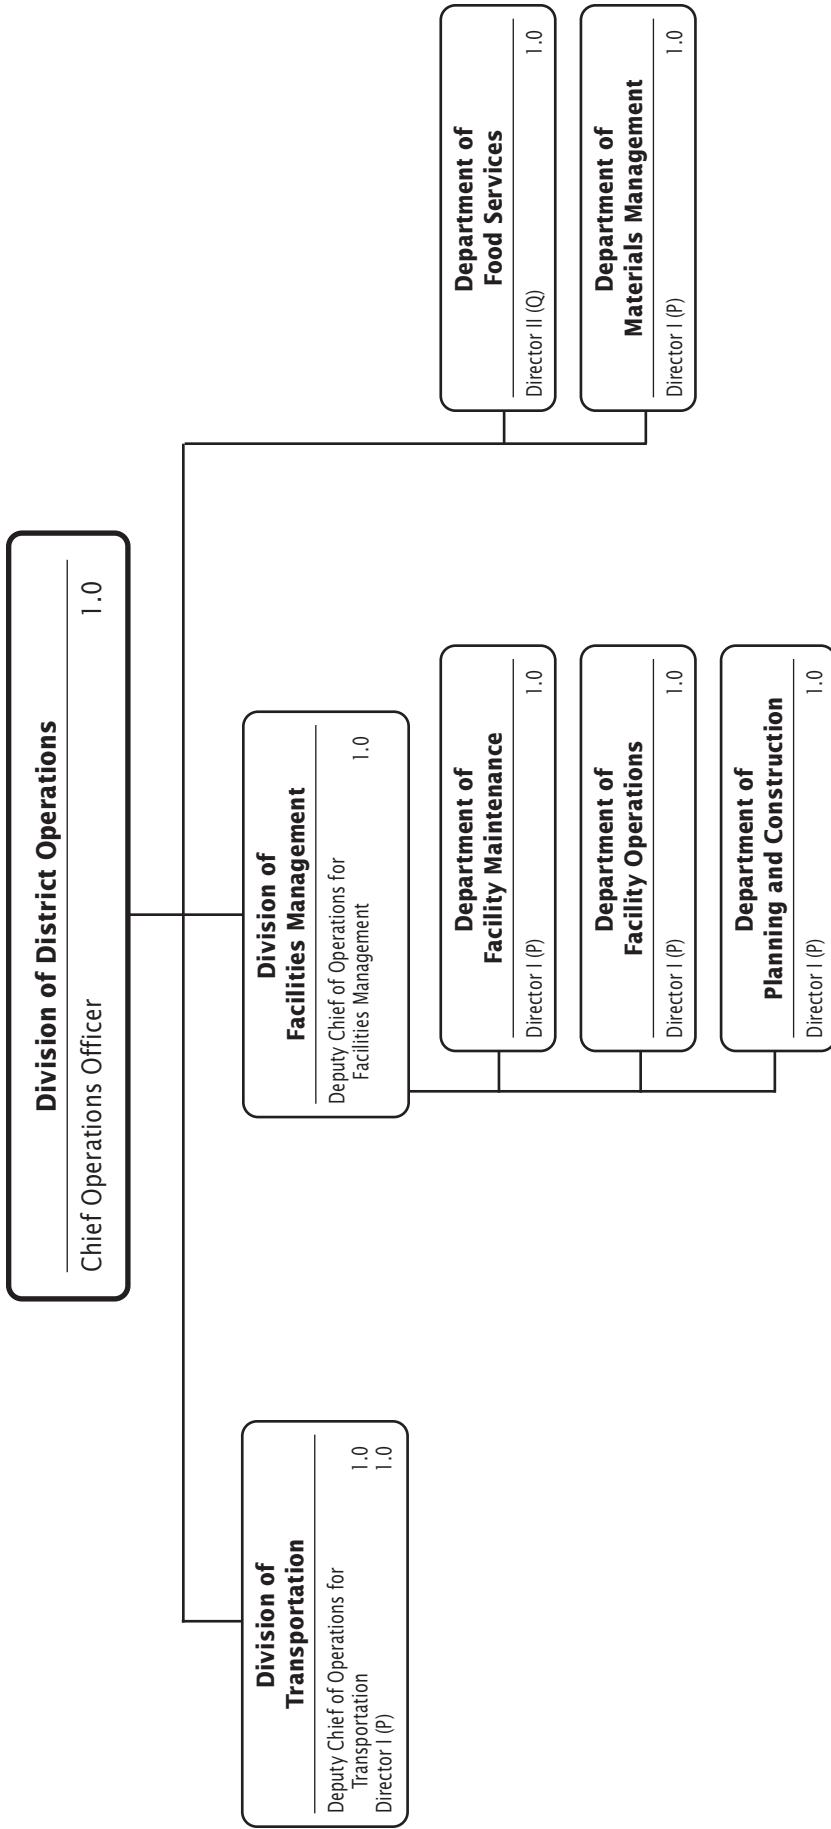 Division of District Operations
Chief Operations Officer 1.0
Division of
Transportation
Deputy Chief of Operations for
Transportation 1.0
Director I (P) 1.0
Division of
Facilities Management
Deputy Chief of Operations for
Facilities Management 1.0
Department of
Facility Maintenance
Director I (P) 1.0
Department of
Facility Operations
Director I (P) 1.0
Department of
Planning and Construction
Director I (P) 1.0
Department of
Food Services
Director II (Q) 1.0
Department of
Materials Management
Director I (P) 1.0